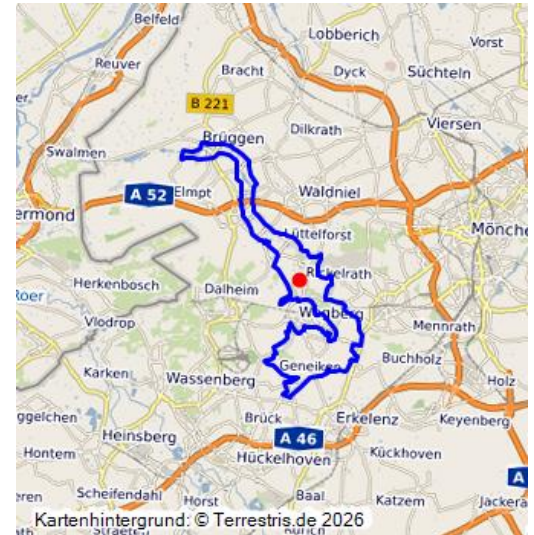 Belfeld
Lobberich
Vorst
Reuver
Bracht
Dyck
Süchteln
B 221
Viersen
Brüggen
Dilkrath
Swalmen
A 52
Elmpt
Waldniel
ermond
Lüttelforst
Mönche
Rickelrath
Herkenbosch
Dalheim
Roer
Wegberg
Vlodrop
Mennrath
Buchholz
Geneiken
Karken
Wassenberg
Holz
ggelchen
Brück
Erkelenz
Keyenberg
Heinsberg
A 46
Hontem
Hückelhoven
Kückhoven
A
eren
Scheifendahl
Horst
Baal
Katzem
Jackera
Kartenhintergrund: © Terrestris.de 2026